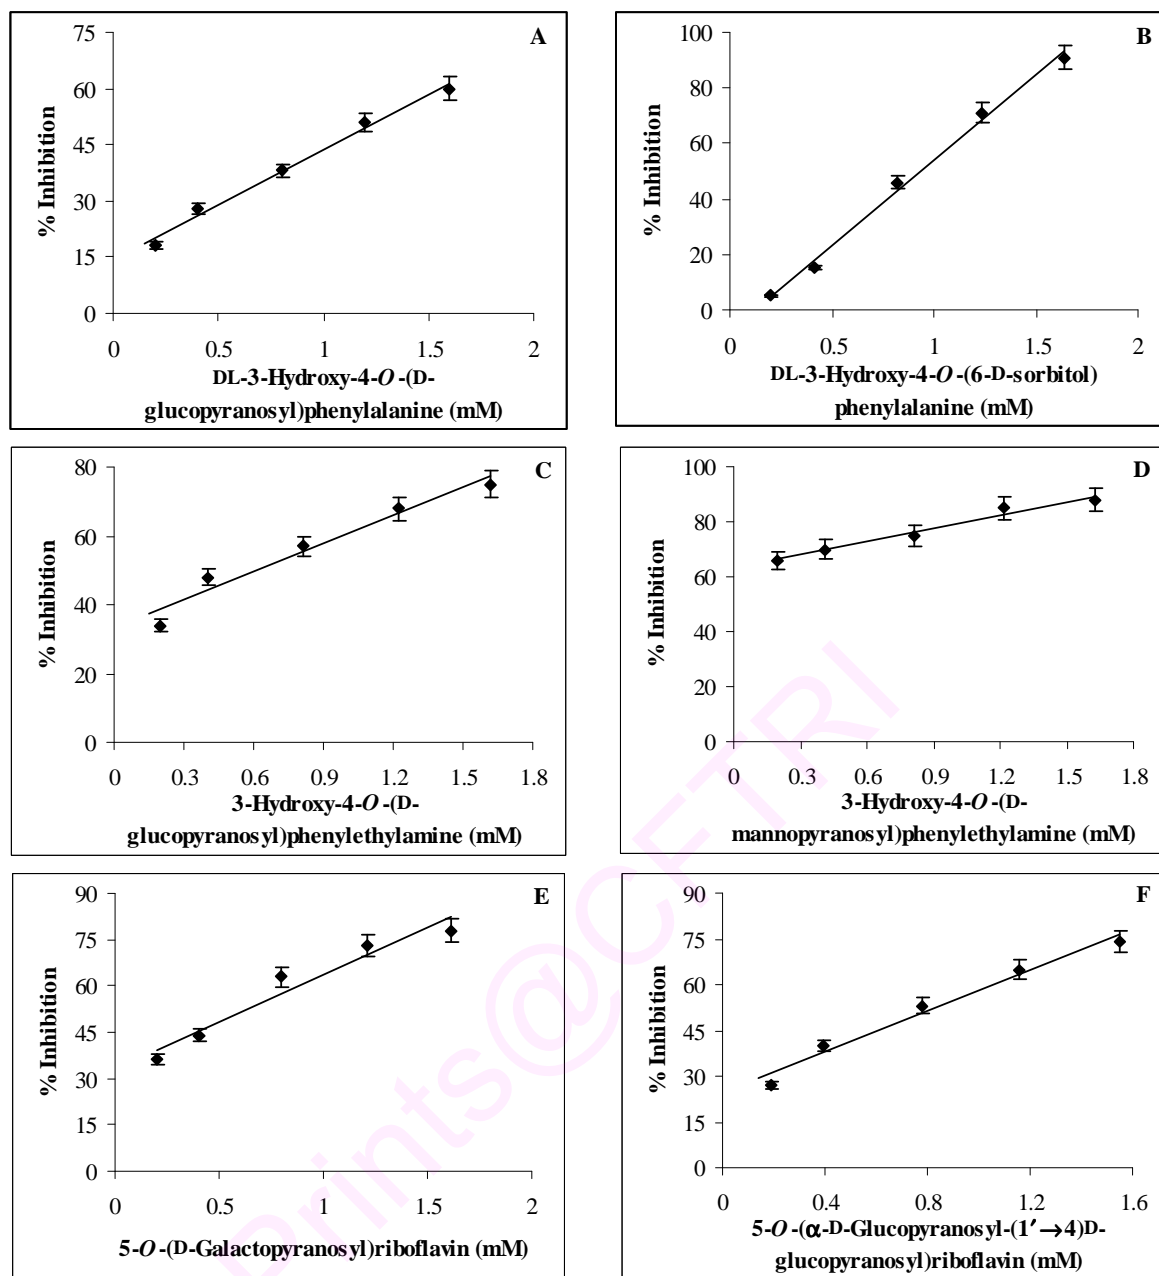 A
% Inhibition
75
60
45
30
15
0
0 0.5 1 1.5 2
DL-3-Hydroxy-4-O-(D-
glucopyranosyl)phenylalanine (mM)
B
% Inhibition
100
80
60
40
20
0
0 0.5 1 1.5 2
DL-3-Hydroxy-4-O-(6-D-sorbitol)
phenylalanine (mM)
C
% Inhibition
80
60
40
20
0
0 0.3 0.6 0.9 1.2 1.5 1.8
3-Hydroxy-4-O-(D-
glucopyranosyl)phenylethylamine (mM)
D
% Inhibition
100
80
60
40
20
0
0 0.3 0.6 0.9 1.2 1.5 1.8
3-Hydroxy-4-O-(D-
mannopyranosyl)phenylethylamine (mM)
E
% Inhibition
90
75
60
45
30
15
0
0 0.5 1 1.5 2
5-O-(D-Galactopyranosyl)riboflavin (mM)
F
% Inhibition
90
75
60
45
30
15
0
0 0.4 0.8 1.2 1.6
5-O-(α-D-Glucopyranosyl-(1′→4)D-
glucopyranosyl)riboflavin (mM)
Prints@CFTRI